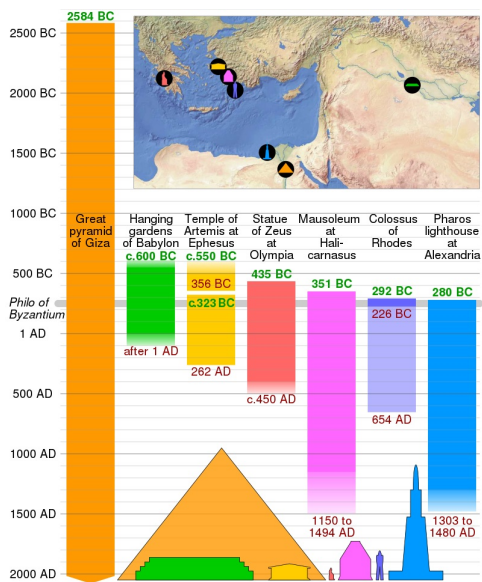 2584 BC
2500 BC
2000 BC
1500 BC
1000 BC
Great
pyramid
of Giza
Hanging
gardens
of Babylon
c.600 BC
Temple of
Artemis at
Ephesus
c.550 BC
Statue
of Zeus
at
Olympia
435 BC
Mausoleum
at
Hali-
carnasus
351 BC
Colossus
of
Rhodes
292 BC
Pharos
lighthouse
at
Alexandria
280 BC
500 BC
356 BC
c.323 BC
Philo of
Byzantium
226 BC
1 AD
after 1 AD
262 AD
500 AD
c.450 AD
654 AD
1000 AD
1500 AD
1150 to
1494 AD
1303 to
1480 AD
2000 AD